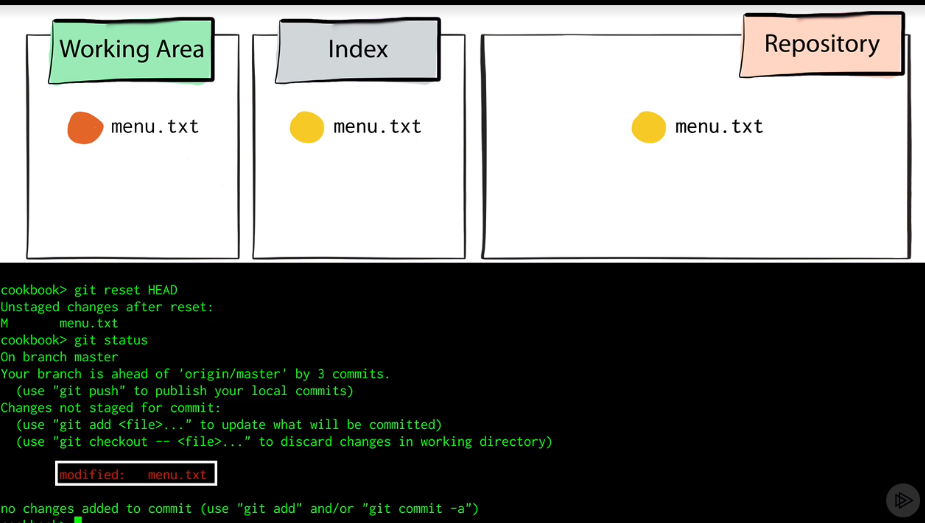 Working Area
Index
Repository
menu.txt
menu.txt
menu.txt
cookbook> git reset HEAD
Unstaged changes after reset:
M       menu.txt
cookbook> git status
On branch master
Your branch is ahead of 'origin/master' by 3 commits.
  (use "git push" to publish your local commits)
Changes not staged for commit:
  (use "git add <file>..." to update what will be committed)
  (use "git checkout -- <file>..." to discard changes in working directory)
modified:   menu.txt
no changes added to commit (use "git add" and/or "git commit -a")
cookbook>